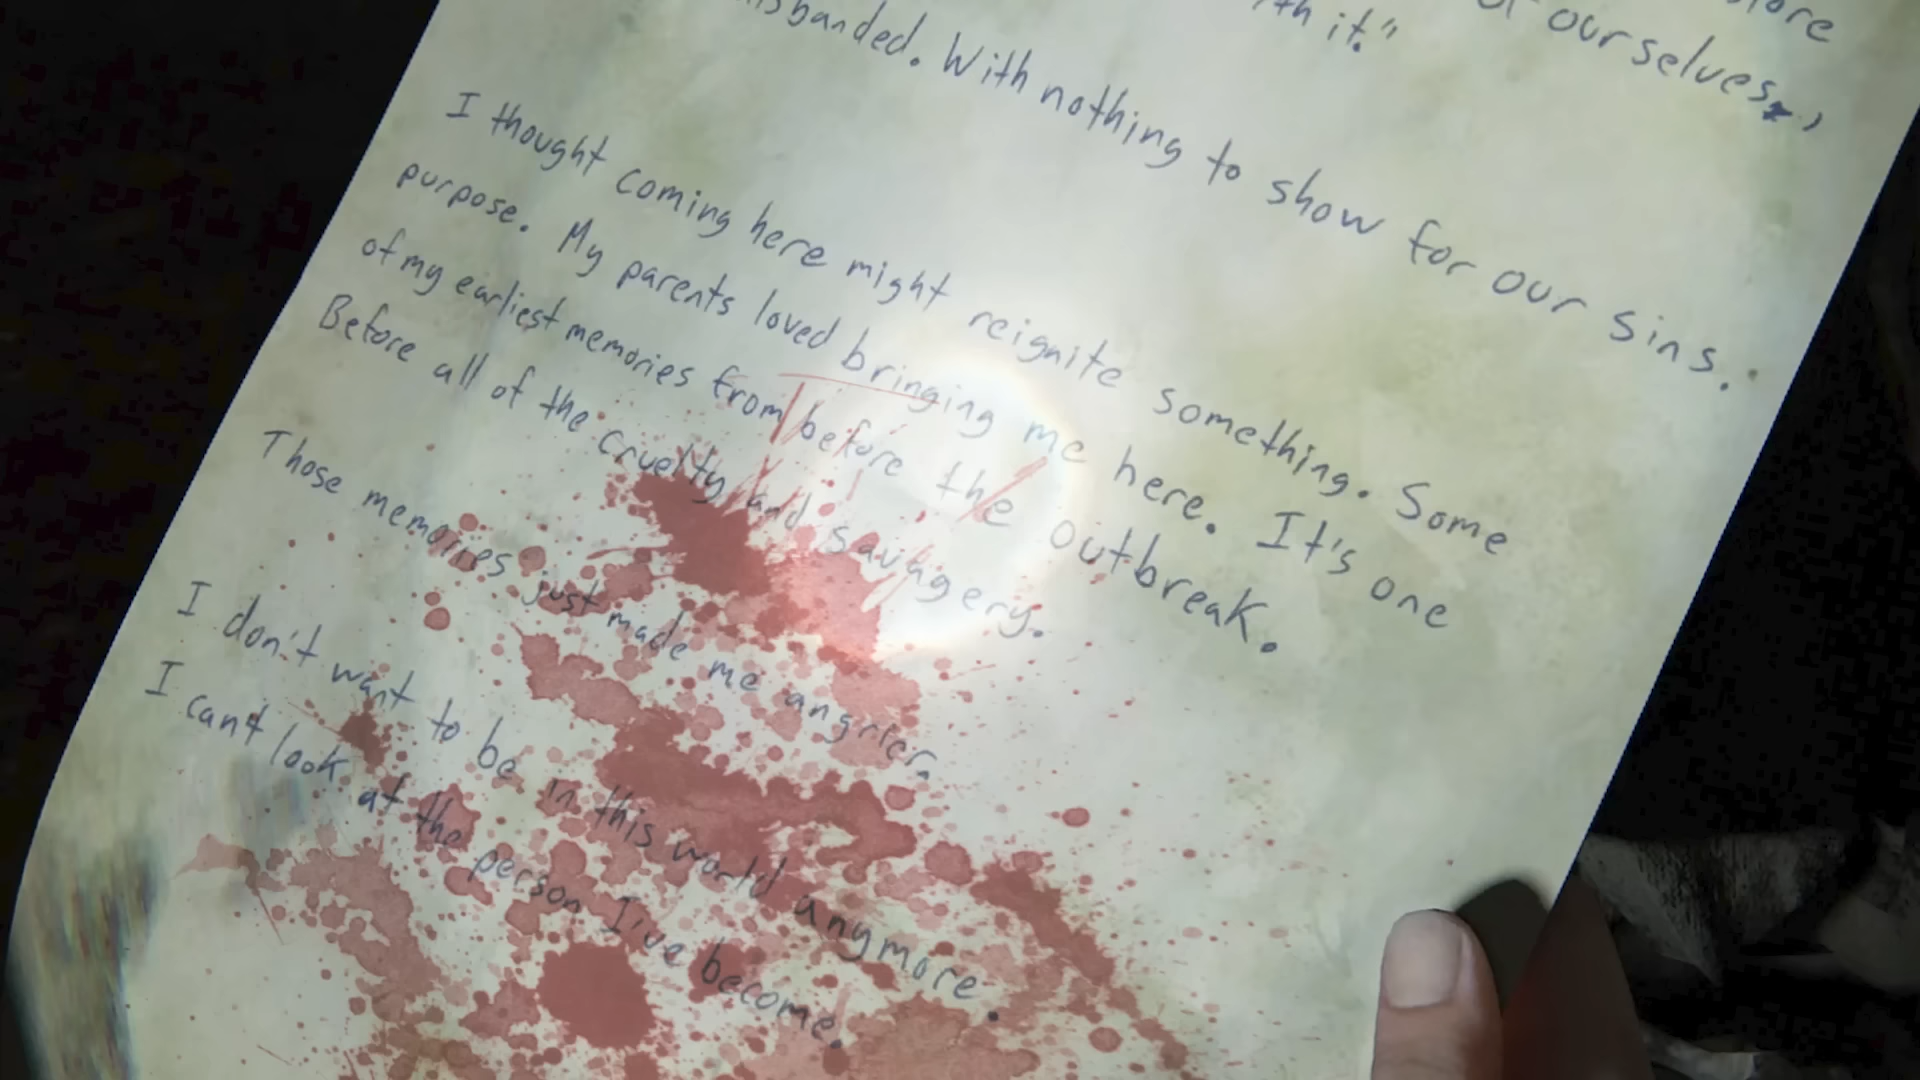 of ourselves,
it."
isbanded. With nothing to show for our sins.
I thought coming here might reignite something. Some
purpose. My parents loved bringing me here. It's one
of my earliest memories from before the outbreak.
Before all of the cruelty and savagery.
Those memories just made me angrier.
I don't want to be in this world anymore.
I can't look at the person I've become.